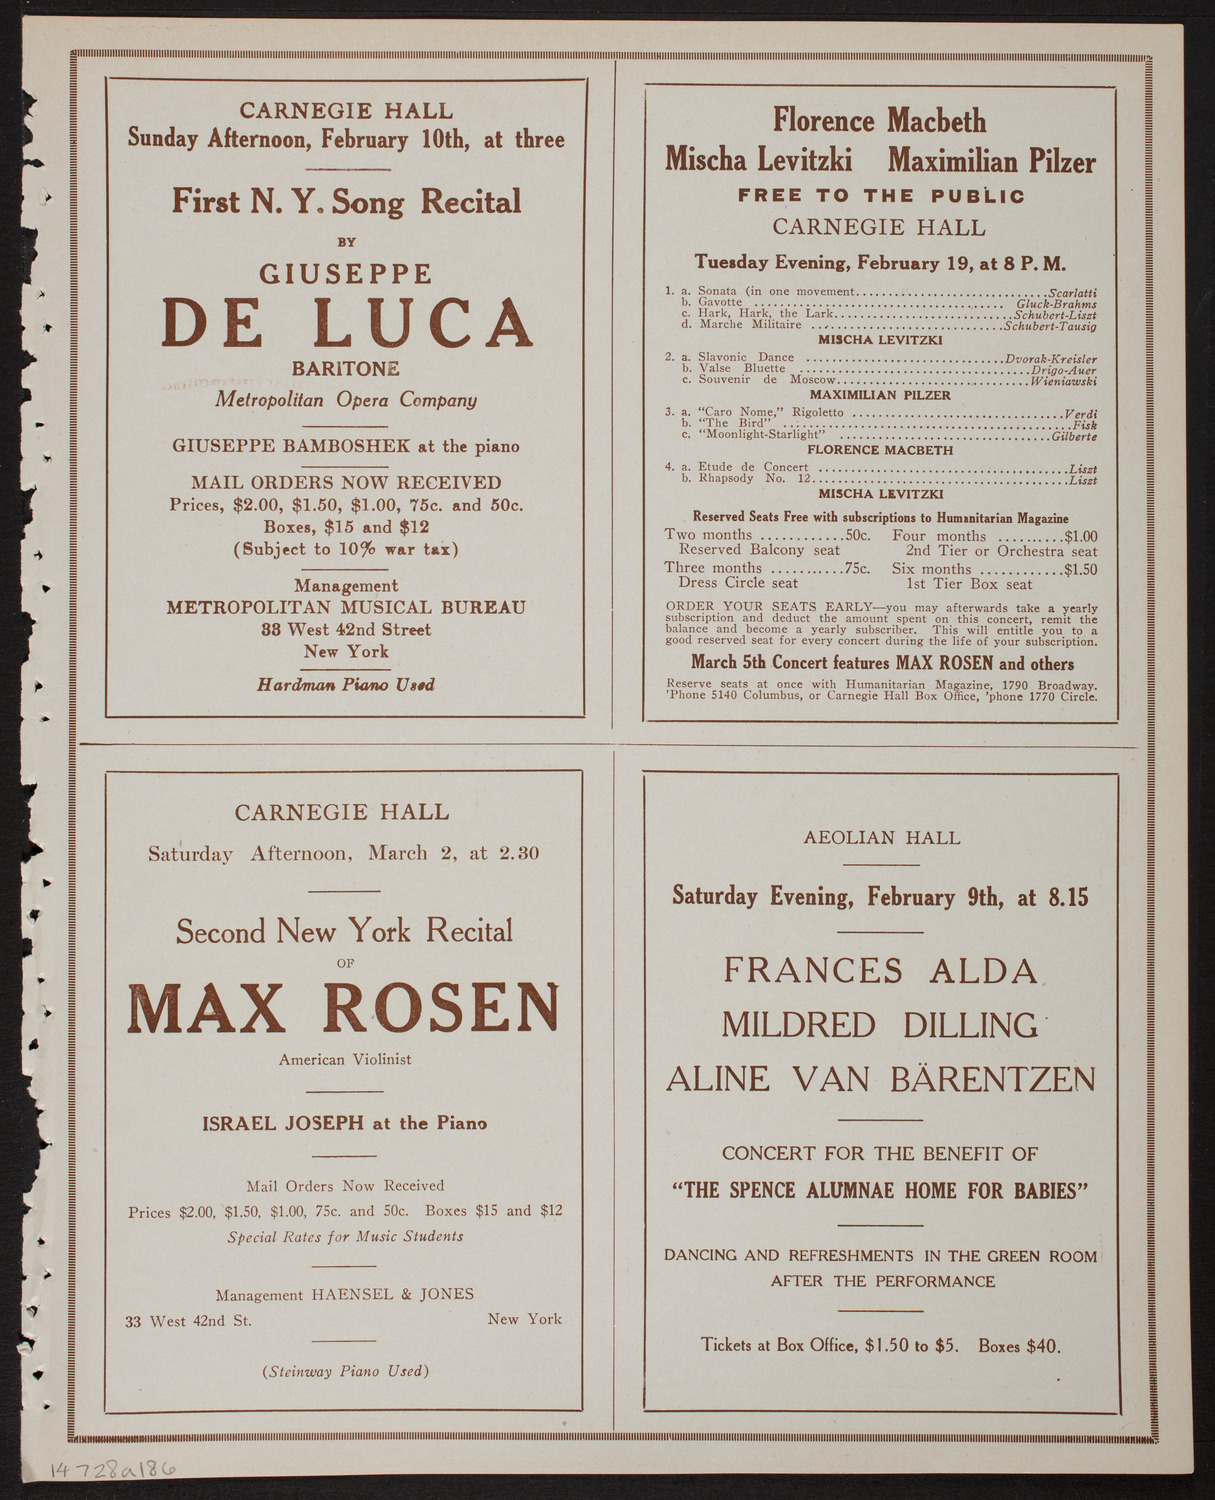 CARNEGIE HALL
Sunday Afternoon, February 10th, at three
First N. Y. Song Recital
BY
GIUSEPPE
DE LUCA
BARITONE
Metropolitan Opera Company
GIUSEPPE BAMBOSHEK at the piano
MAIL ORDERS NOW RECEIVED
Prices, $2.00, $1.50, $1.00, 75c. and 50c.
Boxes, $15 and $12
(Subject to 10% war tax)
Management
METROPOLITAN MUSICAL BUREAU
33 West 42nd Street
New York
Hardman Piano Used
Florence Macbeth
Mischa Levitzki Maximilian Pilzer
FREE TO THE PUBLIC
CARNEGIE HALL
Tuesday Evening, February 19, at 8 P. M.
1. a. Sonata (in one movement............................Scarlatti
b. Gavotte ........................................ Gluck-Brahms
c. Hark, Hark, the Lark............................Schubert-Liszt
d. Marche Militaire ..............................Schubert-Tausig
MISCHA LEVITZKI
2. a. Slavonic Dance ...............................Dvorak-Kreisler
b. Valse Bluette ....................................Drigo-Auer
c. Souvenir de Moscow..............................Wieniawski
MAXIMILIAN PILZER
3. a. "Caro Nome," Rigoletto .................................Verdi
b. "The Bird" .............................................Fisk
c. "Moonlight-Starlight" .................................Gilberte
FLORENCE MACBETH
4. a. Etude de Concert .......................................Liszt
b. Rhapsody No. 12........................................Liszt
MISCHA LEVITZKI
Reserved Seats Free with subscriptions to Humanitarian Magazine
Two months ............50c. Four months ..........$1.00
Reserved Balcony seat 2nd Tier or Orchestra seat
Three months ...........75c. Six months ............$1.50
Dress Circle seat 1st Tier Box seat
ORDER YOUR SEATS EARLY—you may afterwards take a yearly
subscription and deduct the amount spent on this concert, remit the
balance and become a yearly subscriber. This will entitle you to a
good reserved seat for every concert during the life of your subscription.
March 5th Concert features MAX ROSEN and others
Reserve seats at once with Humanitarian Magazine, 1790 Broadway.
'Phone 5140 Columbus, or Carnegie Hall Box Office, 'phone 1770 Circle.
CARNEGIE HALL
Saturday Afternoon, March 2, at 2.30
Second New York Recital
OF
MAX ROSEN
American Violinist
ISRAEL JOSEPH at the Piano
Mail Orders Now Received
Prices $2.00, $1.50, $1.00, 75c. and 50c. Boxes $15 and $12
Special Rates for Music Students
Management HAENSEL & JONES
33 West 42nd St. New York
(Steinway Piano Used)
AEOLIAN HALL
Saturday Evening, February 9th, at 8.15
FRANCES ALDA
MILDRED DILLING
ALINE VAN BÄRENTZEN
CONCERT FOR THE BENEFIT OF
"THE SPENCE ALUMNAE HOME FOR BABIES"
DANCING AND REFRESHMENTS IN THE GREEN ROOM
AFTER THE PERFORMANCE
Tickets at Box Office, $1.50 to $5. Boxes $40.
14728a186